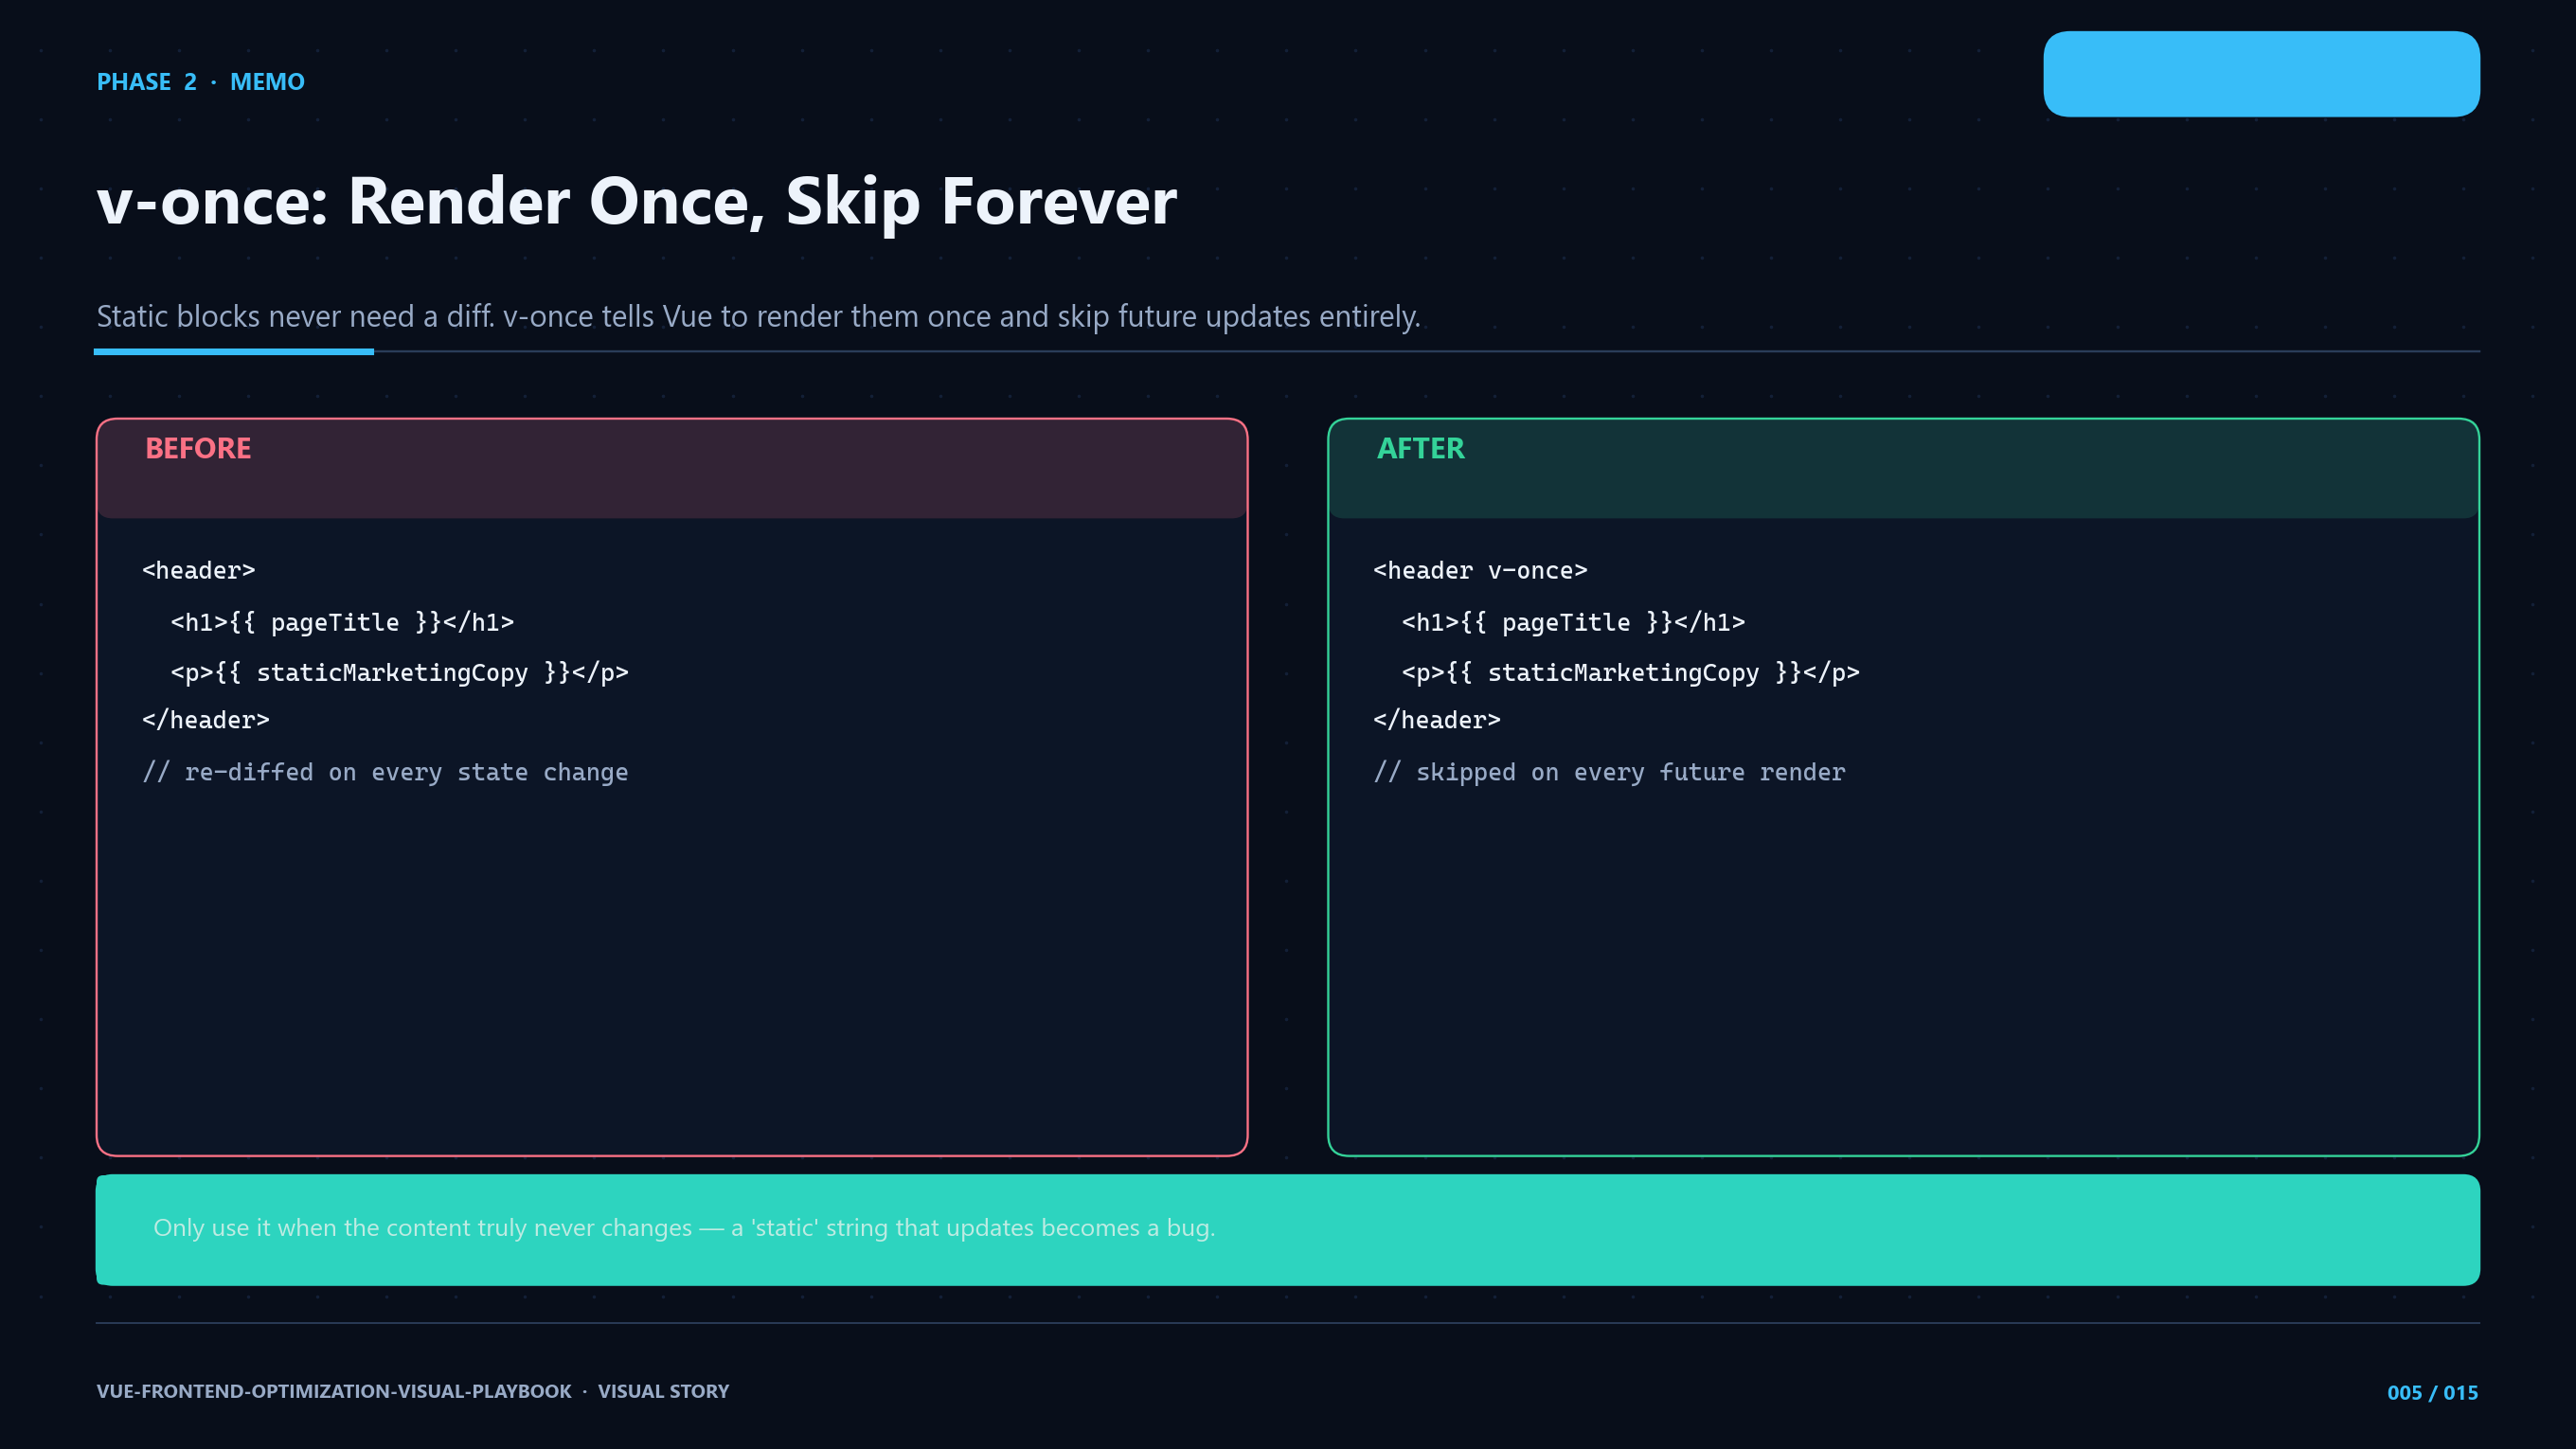 PHASE 2 · MEMO
v-once: Render Once, Skip Forever
Static blocks never need a diff. v-once tells Vue to render them once and skip future updates entirely.
BEFORE
<header>
  <h1>{{ pageTitle }}</h1>
  <p>{{ staticMarketingCopy }}</p>
</header>
// re-diffed on every state change
AFTER
<header v-once>
  <h1>{{ pageTitle }}</h1>
  <p>{{ staticMarketingCopy }}</p>
</header>
// skipped on every future render
Only use it when the content truly never changes — a 'static' string that updates becomes a bug.
VUE-FRONTEND-OPTIMIZATION-VISUAL-PLAYBOOK · VISUAL STORY
005 / 015